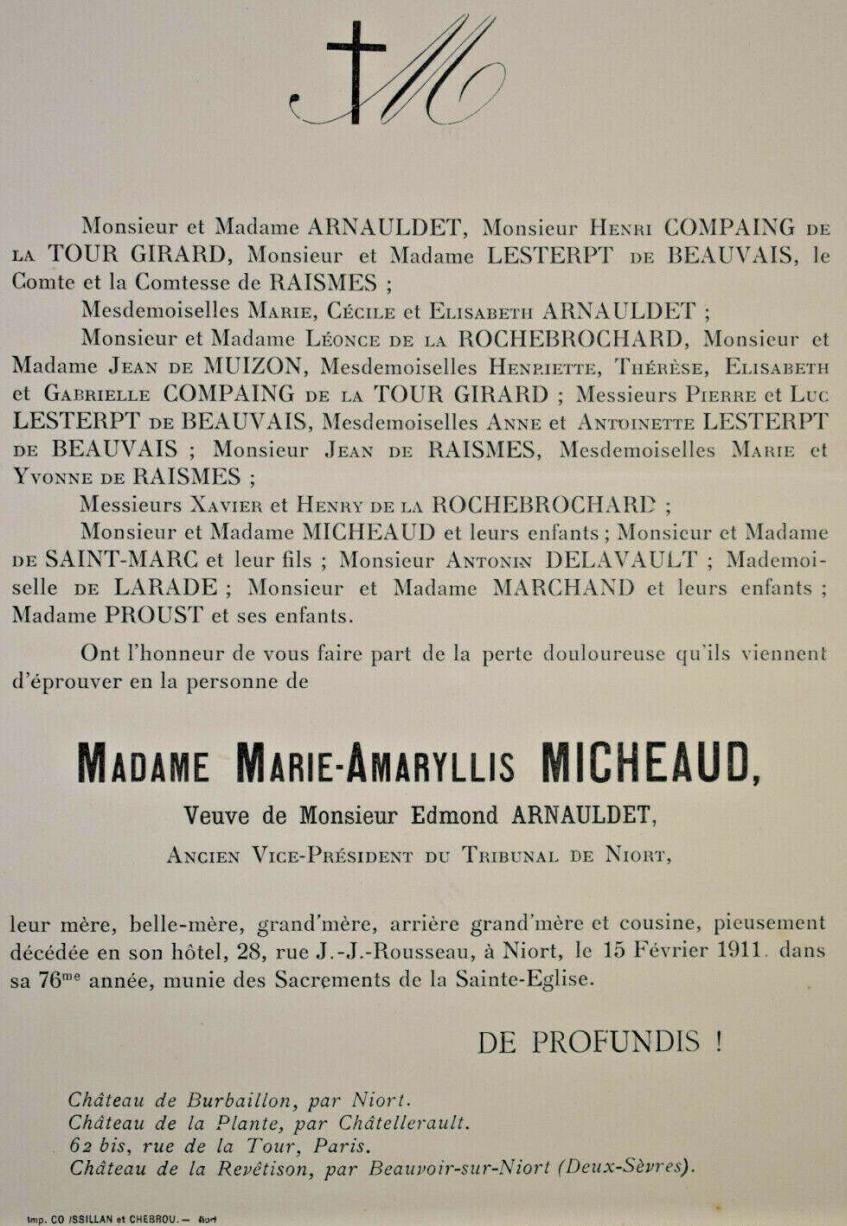 M
Monsieur et Madame ARNAULDET, Monsieur HENRI COMPAING DE
LA TOUR GIRARD, Monsieur et Madame LESTERPT DE BEAUVAIS, le
Comte et la Comtesse de RAISMES ;
Mesdemoiselles MARIE, CÉCILE et ELISABETH ARNAULDET ;
Monsieur et Madame LÉONCE DE LA ROCHEBROCHARD, Monsieur et
Madame JEAN DE MUIZON, Mesdemoiselles HENRIETTE, THÉRÈSE, ELISABETH
et GABRIELLE COMPAING DE LA TOUR GIRARD ; Messieurs PIERRE et LUC
LESTERPT DE BEAUVAIS, Mesdemoiselles ANNE et ANTOINETTE LESTERPT
DE BEAUVAIS ; Monsieur JEAN DE RAISMES, Mesdemoiselles MARIE et
YVONNE DE RAISMES ;
Messieurs XAVIER et HENRY DE LA ROCHEBROCHARD ;
Monsieur et Madame MICHEAUD et leurs enfants ; Monsieur et Madame
DE SAINT-MARC et leur fils ; Monsieur ANTONIN DELAVAULT ; Mademoi-
selle DE LARADE ; Monsieur et Madame MARCHAND et leurs enfants ;
Madame PROUST et ses enfants.
Ont l'honneur de vous faire part de la perte douloureuse qu'ils viennent
d'éprouver en la personne de
MADAME MARIE-AMARYLLIS MICHEAUD,
Veuve de Monsieur Edmond ARNAULDET,
ANCIEN VICE-PRÉSIDENT DU TRIBUNAL DE NIORT,
leur mère, belle-mère, grand'mère, arrière grand'mère et cousine, pieusement
décédée en son hôtel, 28, rue J.-J.-Rousseau, à Niort, le 15 Février 1911. dans
sa 76me année, munie des Sacrements de la Sainte-Eglise.
DE PROFUNDIS !
Château de Burbaillon, par Niort.
Château de la Plante, par Châtellerault.
62 bis, rue de la Tour, Paris.
Château de la Revêtison, par Beauvoir-sur-Niort (Deux-Sèvres).
Imp. CO ISSILLAN et CHEBROU. —